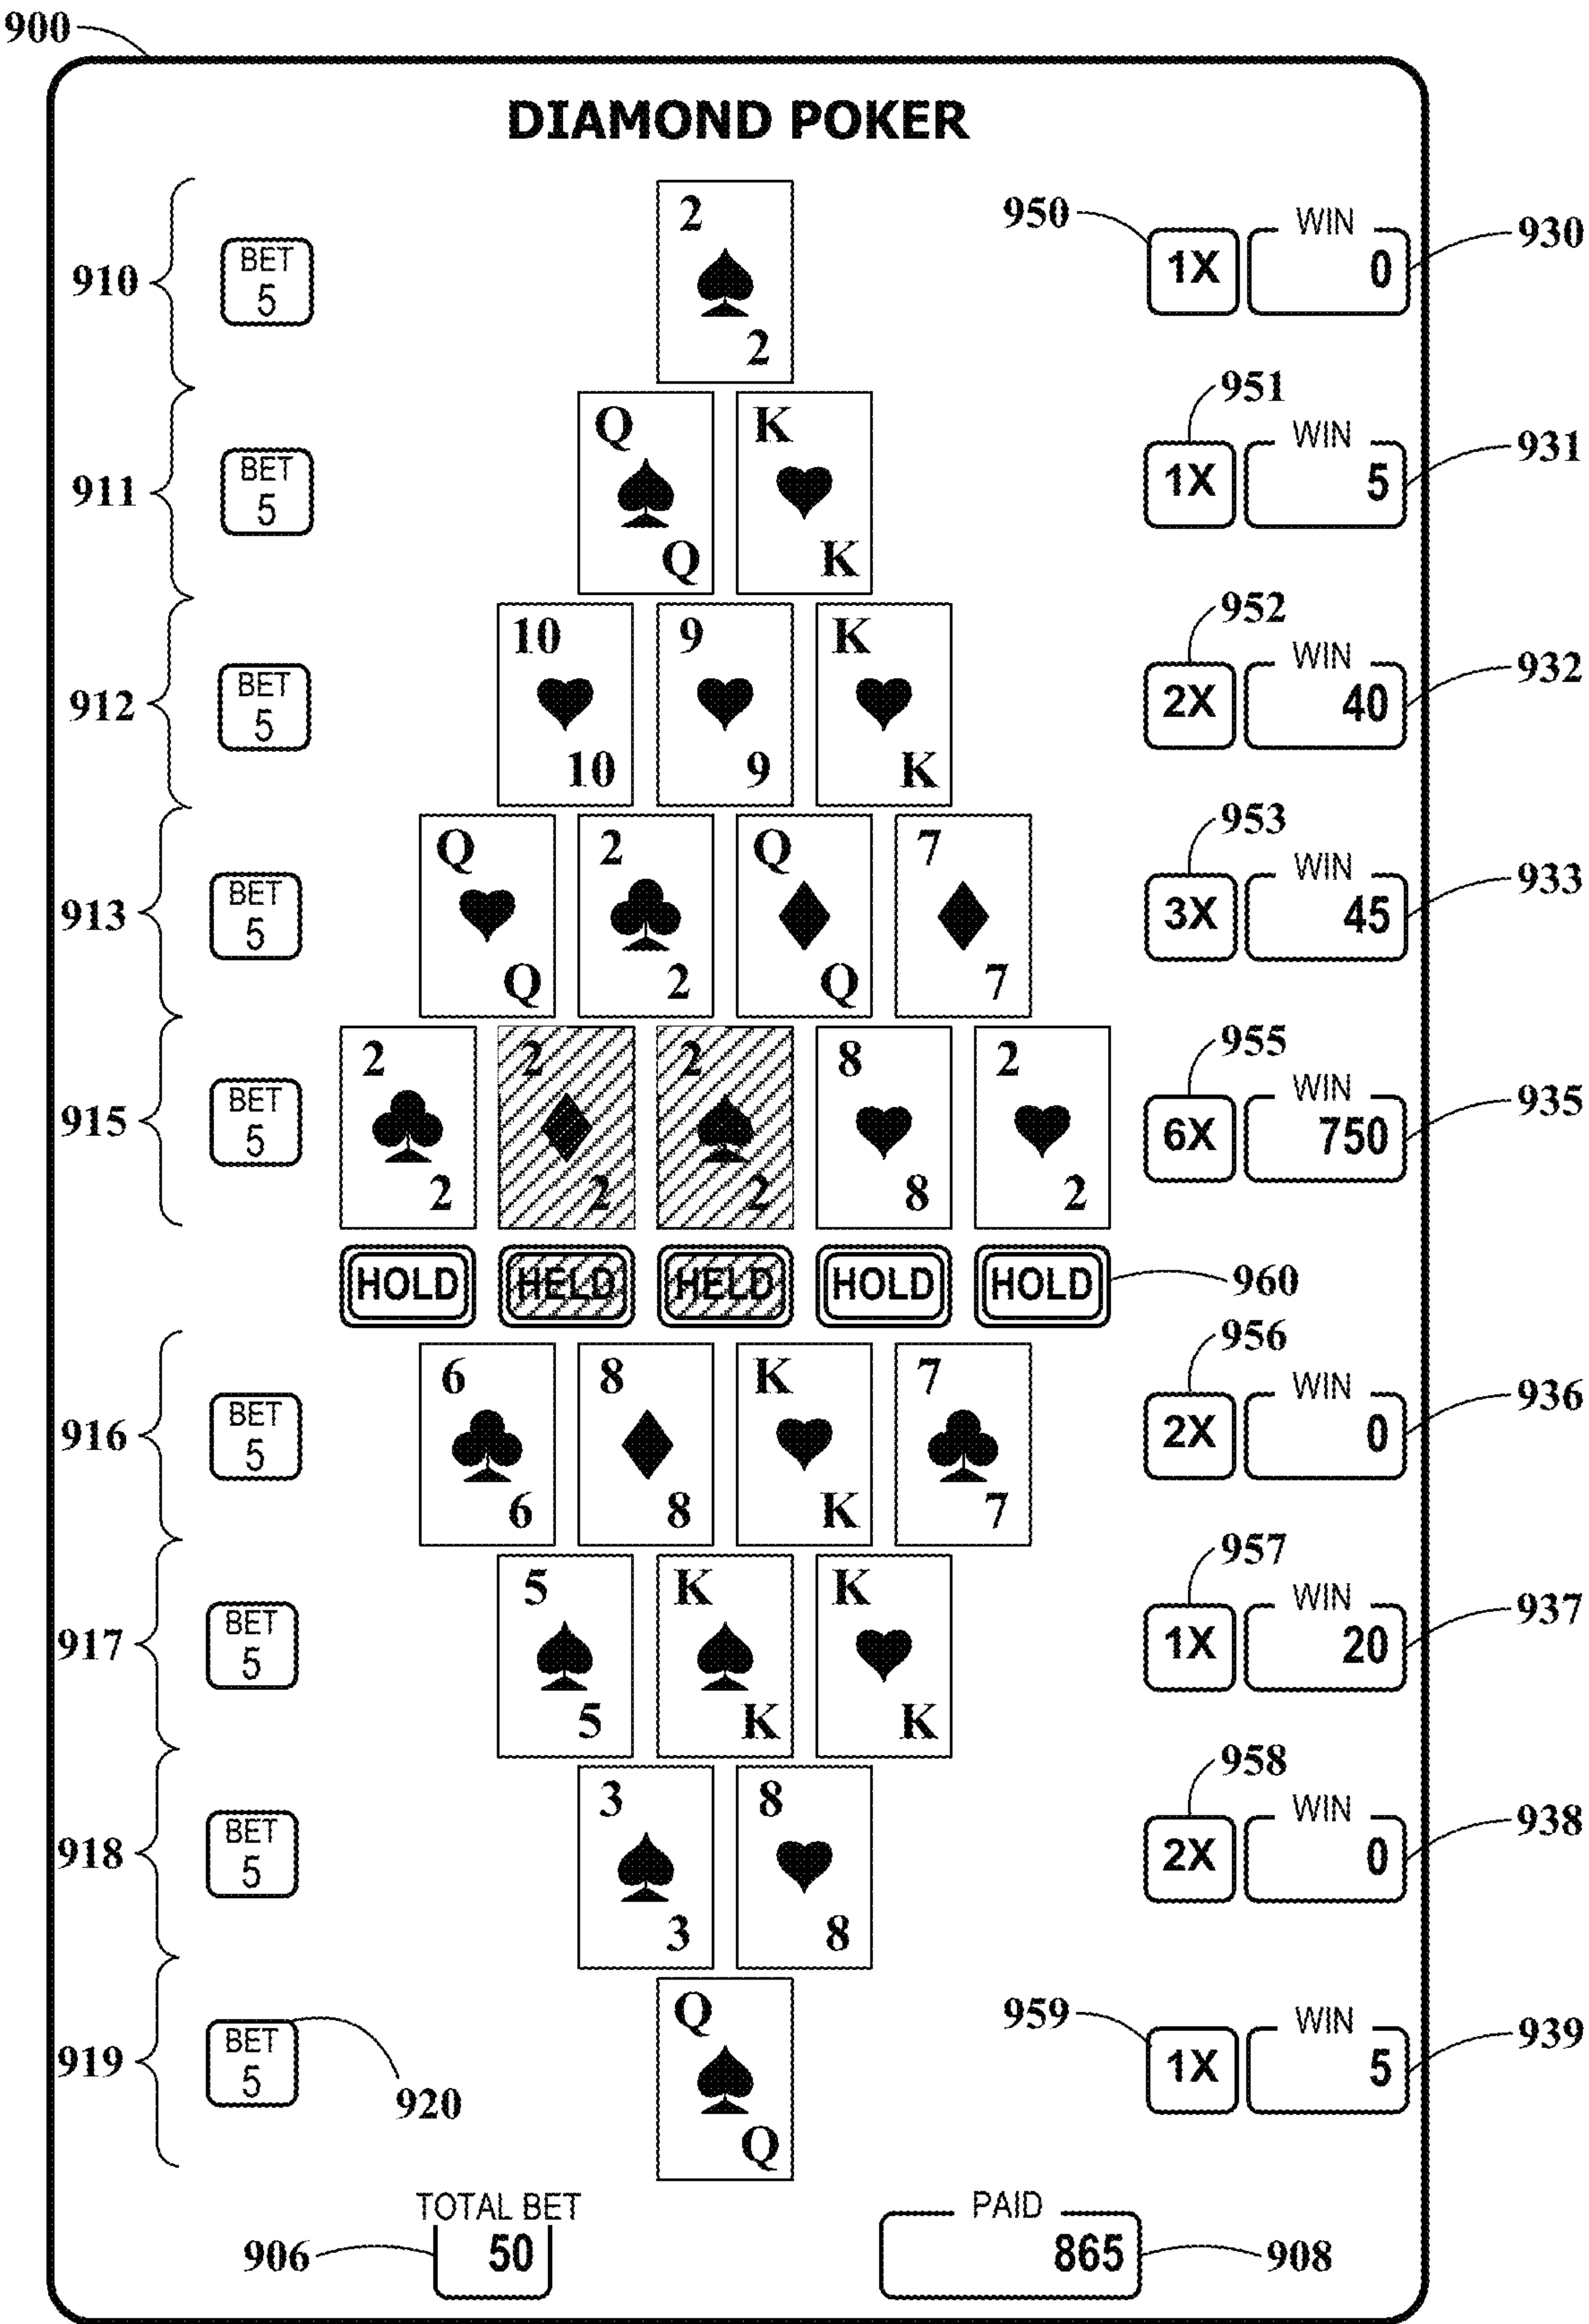 900
DIAMOND POKER
2
2
910
BET
5
950
1X
WIN
0
930
Q
Q
K
K
911
BET
5
951
1X
WIN
5
931
10
10
9
9
K
K
912
BET
5
952
2X
WIN
40
932
Q
Q
2
2
Q
Q
7
7
913
BET
5
953
3X
WIN
45
933
2
2
2
2
2
2
8
8
2
2
915
BET
5
955
6X
WIN
750
935
HOLD HELD HELD HOLD HOLD
960
6
6
8
8
K
K
7
7
916
BET
5
956
2X
WIN
0
936
5
5
K
K
K
K
917
BET
5
957
1X
WIN
20
937
3
3
8
8
918
BET
5
958
2X
WIN
0
938
Q
Q
919
BET
5
920
959
1X
WIN
5
939
TOTAL BET
50
906
PAID
865
908